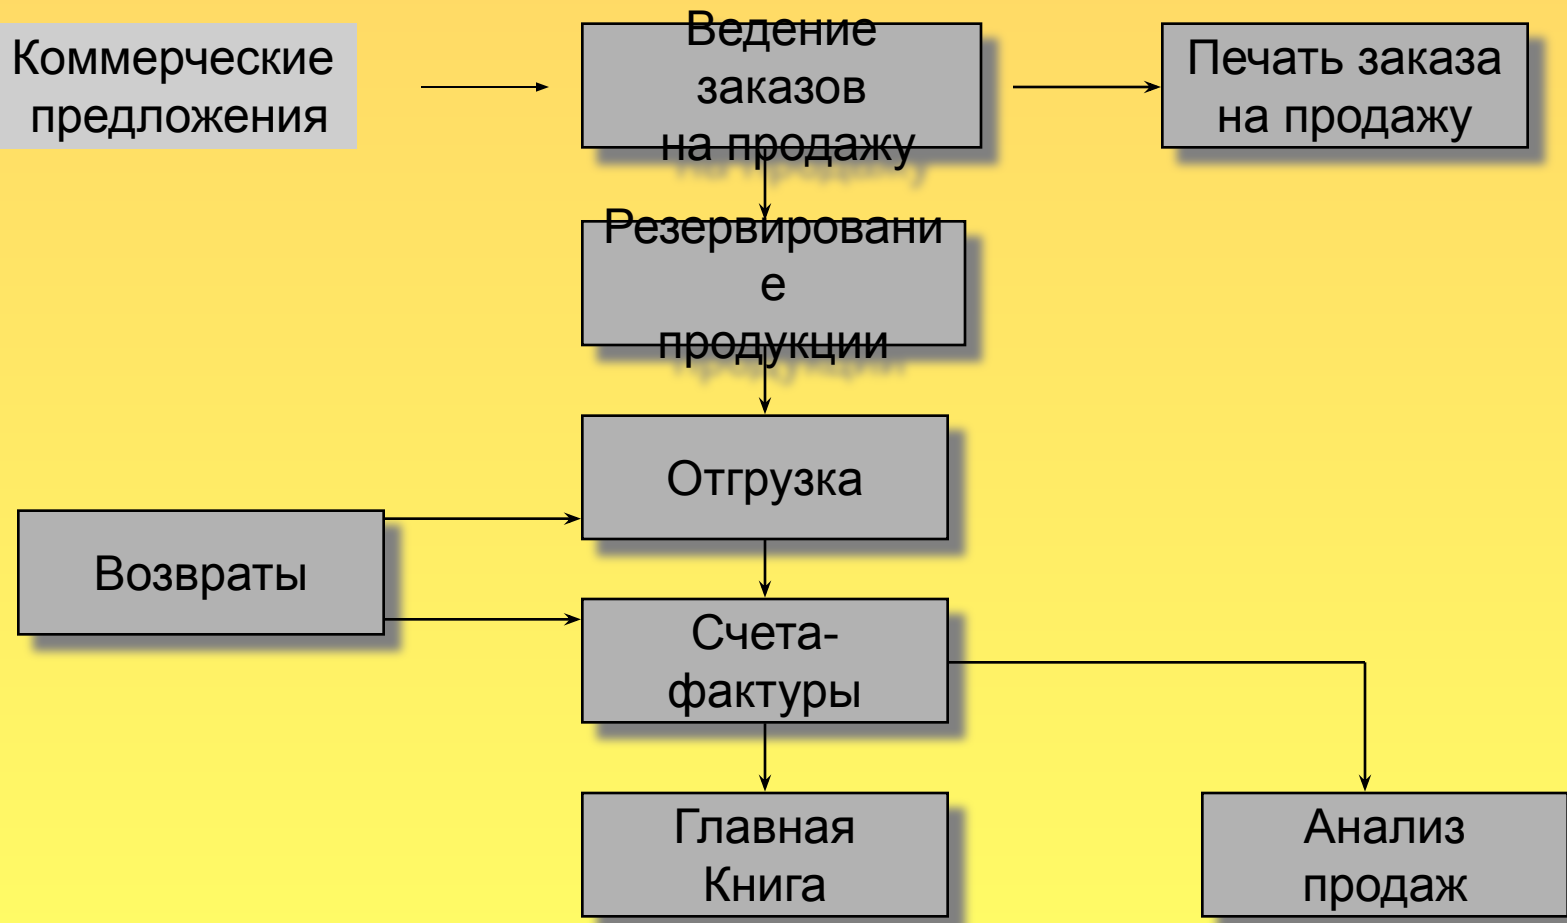 Коммерческие
предложения
Ведение
заказов
на продажу
Печать заказа
на продажу
Резервировани
е
продукции
Отгрузка
Возвраты
Счета-
фактуры
Главная
Книга
Анализ
продаж